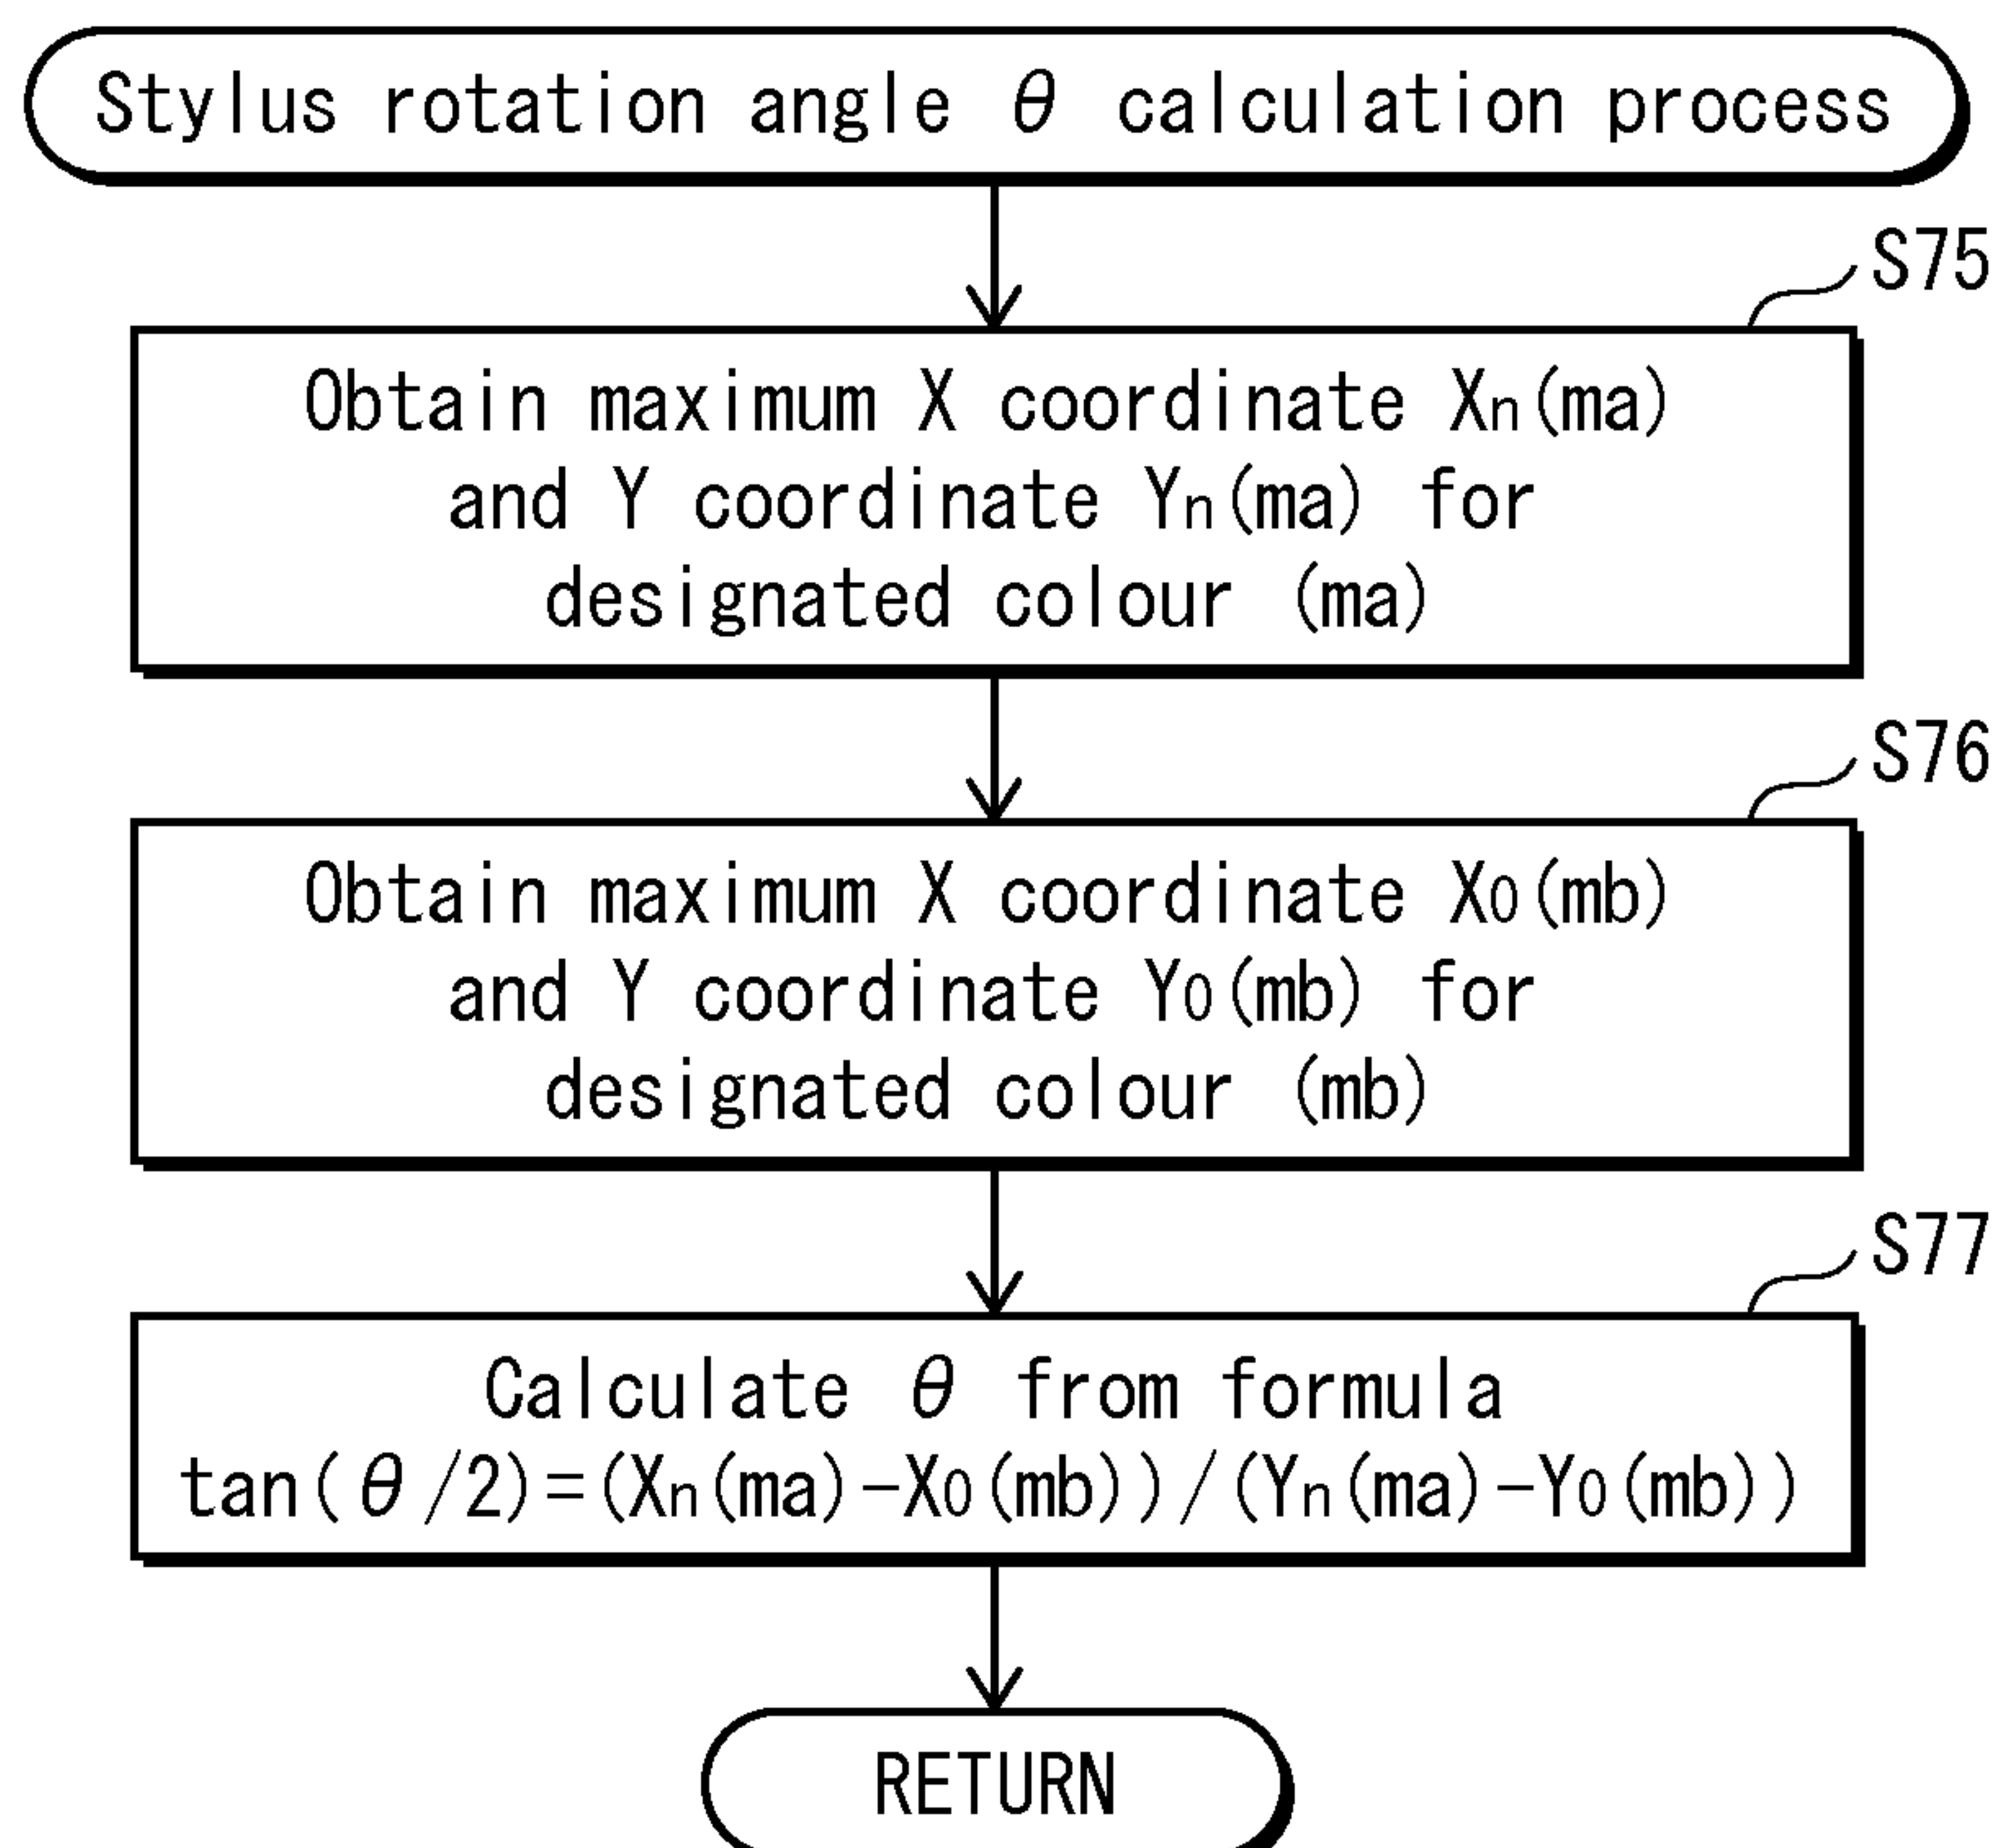 Stylus rotation angle θ calculation process
S75
Obtain maximum X coordinate Xn(ma)
and Y coordinate Yn(ma) for
designated colour (ma)
S76
Obtain maximum X coordinate X0(mb)
and Y coordinate Y0(mb) for
designated colour (mb)
S77
Calculate θ from formula
tan(θ/2)=(Xn(ma)-X0(mb))/(Yn(ma)-Y0(mb))
RETURN